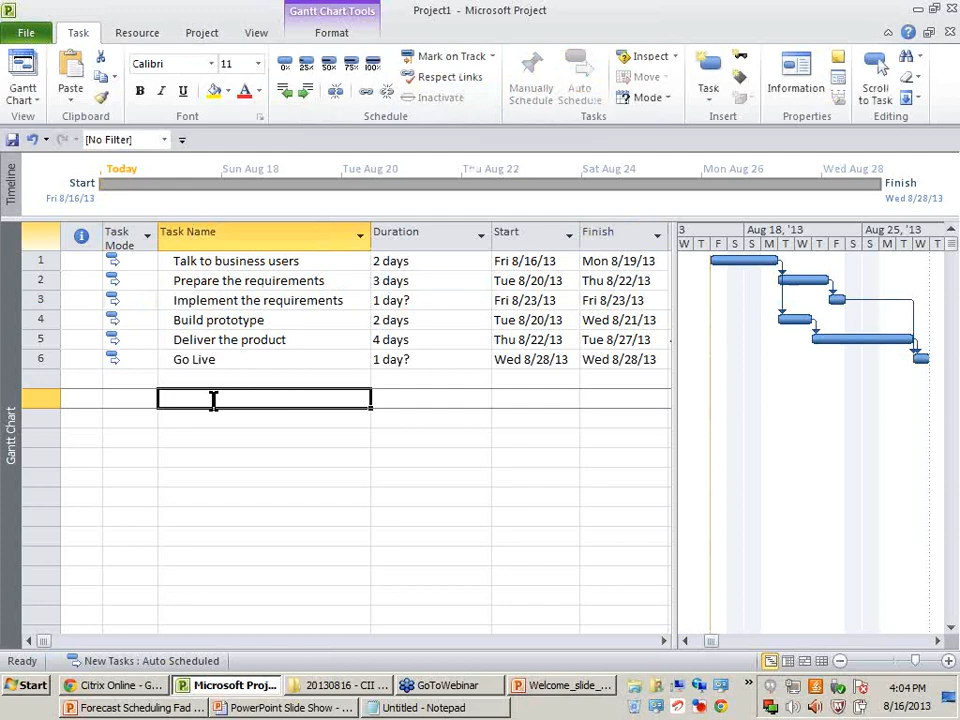 Gantt Chart Tools
Project1 - Microsoft Project
File
Task
Resource
Project
View
Format
Gantt Chart
View
Paste
Clipboard
Calibri
11
B I U
A
Font
0% 25% 50% 75% 100%
Mark on Track
Respect Links
Inactivate
Schedule
Manually Schedule
Auto Schedule
Inspect
Move
Mode
Tasks
Task
Insert
Information
Properties
Scroll to Task
Editing
[No Filter]
Timeline
Today
Sun Aug 18
Tue Aug 20
Thu Aug 22
Sat Aug 24
Mon Aug 26
Wed Aug 28
Start
Fri 8/16/13
Finish
Wed 8/28/13
Task Mode Task Name Duration Start Finish
3 Aug 18, '13 Aug 25, '13
W T F S S M T W T F S S M T W T
1 Talk to business users 2 days Fri 8/16/13 Mon 8/19/13
2 Prepare the requirements 3 days Tue 8/20/13 Thu 8/22/13
3 Implement the requirements 1 day? Fri 8/23/13 Fri 8/23/13
4 Build prototype 2 days Tue 8/20/13 Wed 8/21/13
5 Deliver the product 4 days Thu 8/22/13 Tue 8/27/13
6 Go Live 1 day? Wed 8/28/13 Wed 8/28/13
Gantt Chart
Ready
New Tasks : Auto Scheduled
Start
Citrix Online - G...
Microsoft Proj...
20130816 - CII ...
GoToWebinar
Welcome_slide_...
4:04 PM
Forecast Scheduling Fad ...
PowerPoint Slide Show - ...
Untitled - Notepad
8/16/2013